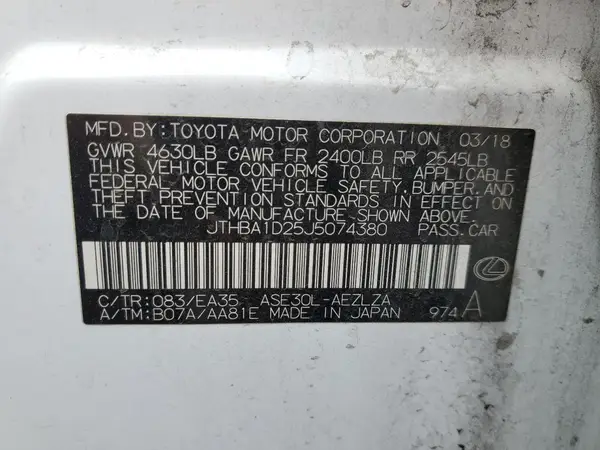 MFD. BY: TOYOTA MOTOR CORPORATION 03/18
GVWR 4630LB GAWR FR 2400LB RR 2545LB
THIS VEHICLE CONFORMS TO ALL APPLICABLE
FEDERAL MOTOR VEHICLE SAFETY, BUMPER, AND
THEFT PREVENTION STANDARDS IN EFFECT ON
THE DATE OF MANUFACTURE SHOWN ABOVE.
JTHBA1D25J5074380 PASS. CAR
C/TR: 083/EA35 ASE30L-AEZLZA
A/TM: B07A/AA81E MADE IN JAPAN 974 A